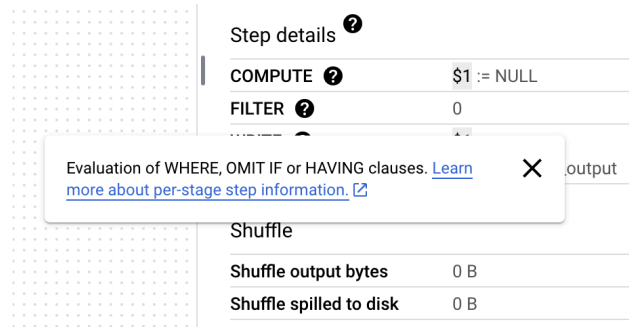 Step details
COMPUTE $1 := NULL
FILTER 0
Evaluation of WHERE, OMIT IF or HAVING clauses. Learn
more about per-stage step information.
output
Shuffle
Shuffle output bytes 0 B
Shuffle spilled to disk 0 B